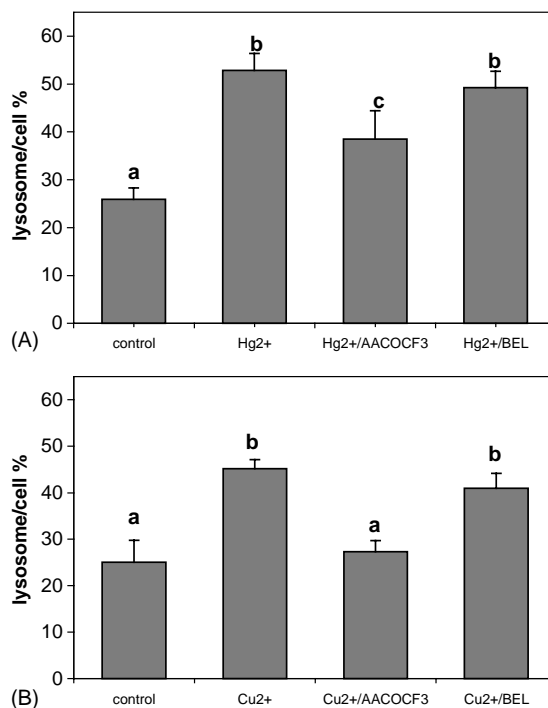 lysosome/cell %
60
50
40
30
20
10
0
a
b
c
b
control
Hg2+
Hg2+/AACOCF3
Hg2+/BEL
(A)
lysosome/cell %
60
50
40
30
20
10
0
a
b
a
b
control
Cu2+
Cu2+/AACOCF3
Cu2+/BEL
(B)